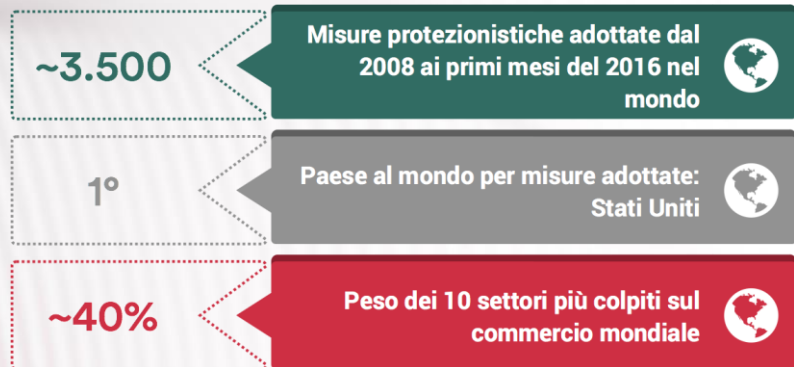 ~3.500
Misure protezionistiche adottate dal
2008 ai primi mesi del 2016 nel
mondo
1°
Paese al mondo per misure adottate:
Stati Uniti
~40%
Peso dei 10 settori più colpiti sul
commercio mondiale